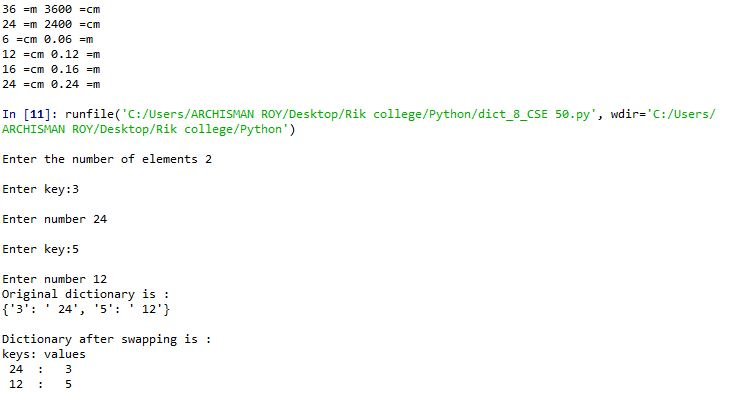 36 =m 3600 =cm
24 =m 2400 =cm
6 =cm 0.06 =m
12 =cm 0.12 =m
16 =cm 0.16 =m
24 =cm 0.24 =m
In [11]: runfile('C:/Users/ARCHISMAN ROY/Desktop/Rik college/Python/dict_8_CSE 50.py', wdir='C:/Users/
ARCHISMAN ROY/Desktop/Rik college/Python')
Enter the number of elements 2
Enter key:3
Enter number 24
Enter key:5
Enter number 12
Original dictionary is :
{'3': ' 24', '5': ' 12'}
Dictionary after swapping is :
keys: values
24 : 3
12 : 5